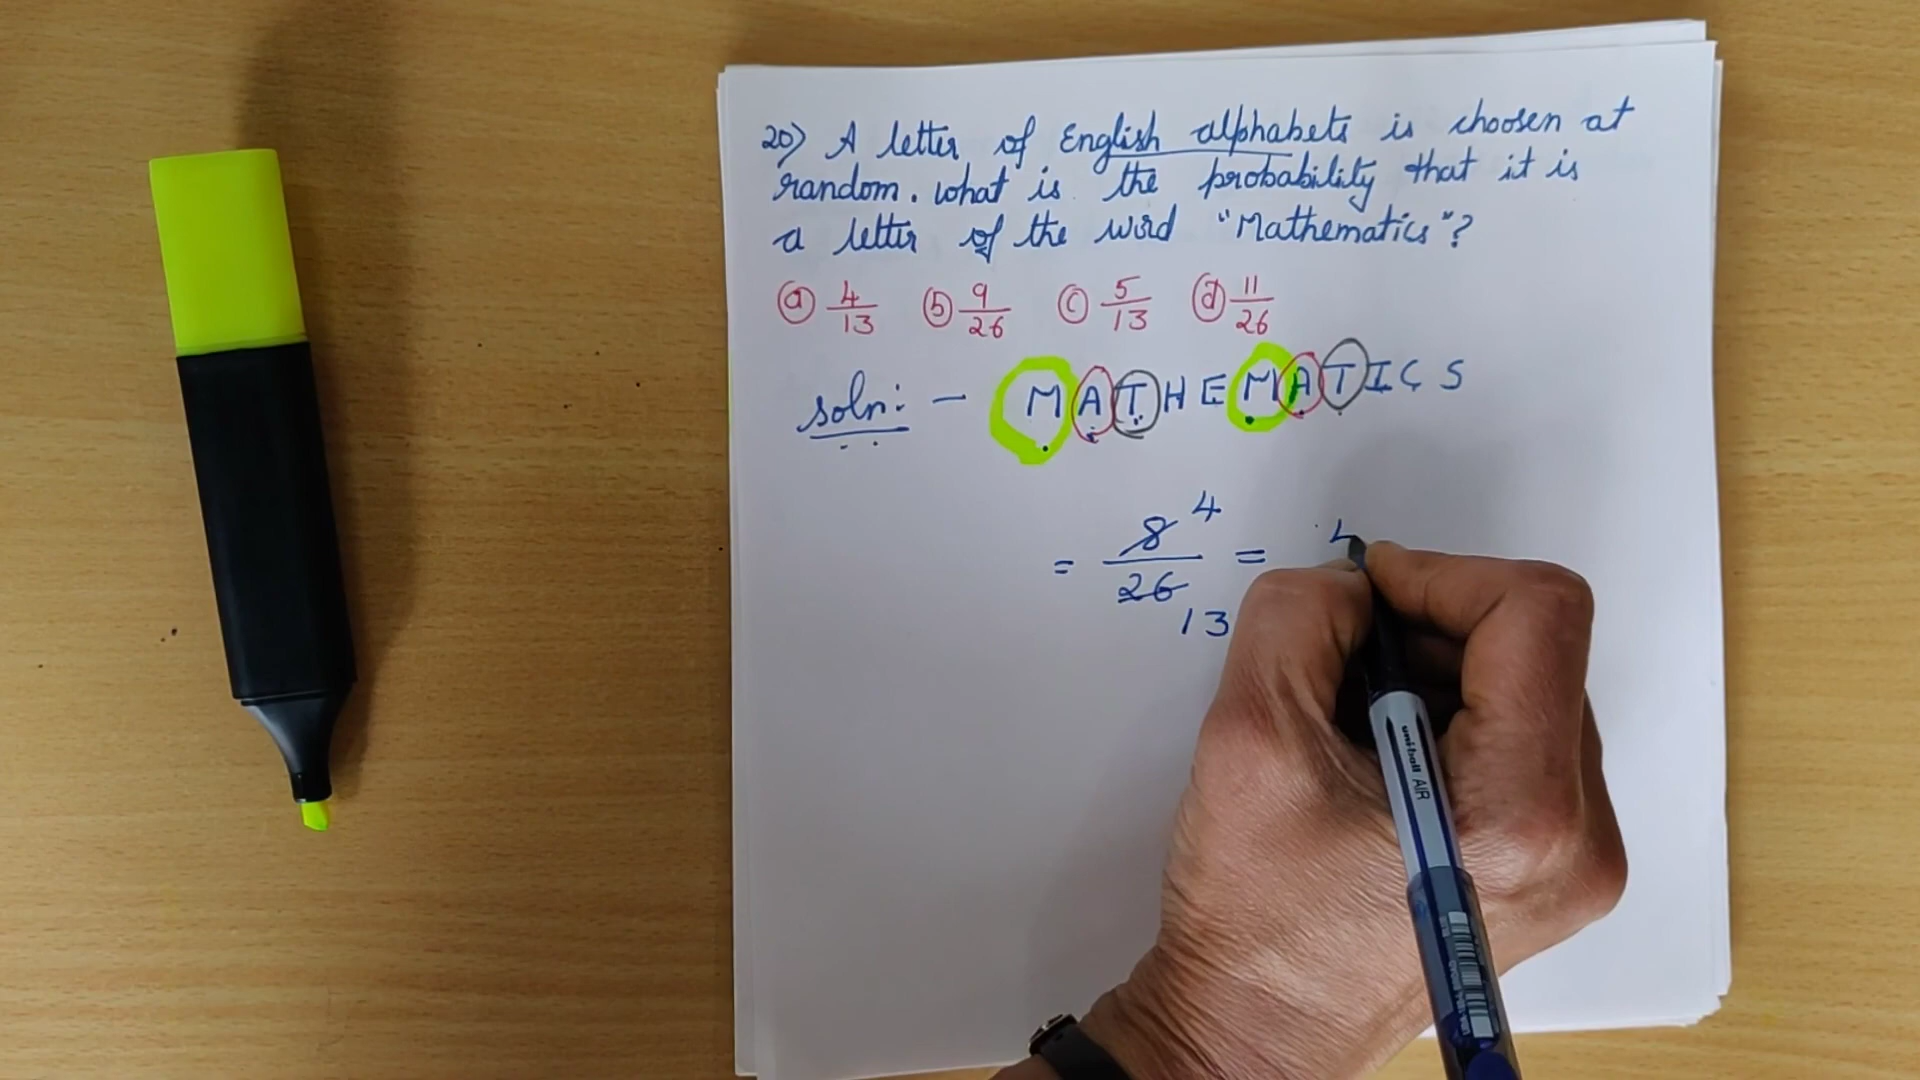 20) A letter of English alphabets is choosen at
random. what is the probability that it is
a letter of the word "Mathematics"?
(a) 4/13 (b) 9/26 (c) 5/13 (d) 11/26
soln: - MATHEMATICS
= 8/26 4/13 = 4
uni-ball AIR